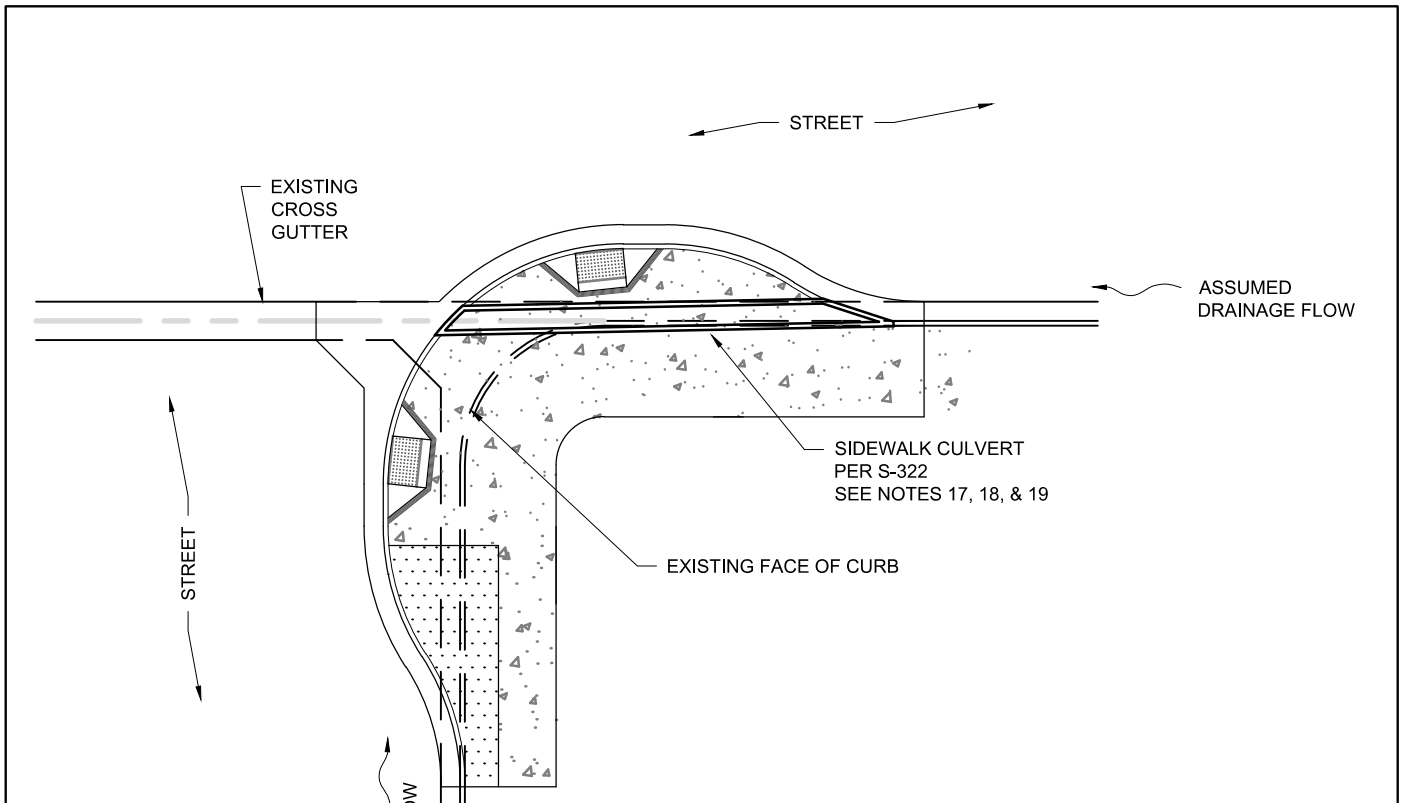 STREET
EXISTING
CROSS
GUTTER
ASSUMED
DRAINAGE FLOW
SIDEWALK CULVERT
PER S-322
SEE NOTES 17, 18, & 19
EXISTING FACE OF CURB
STREET